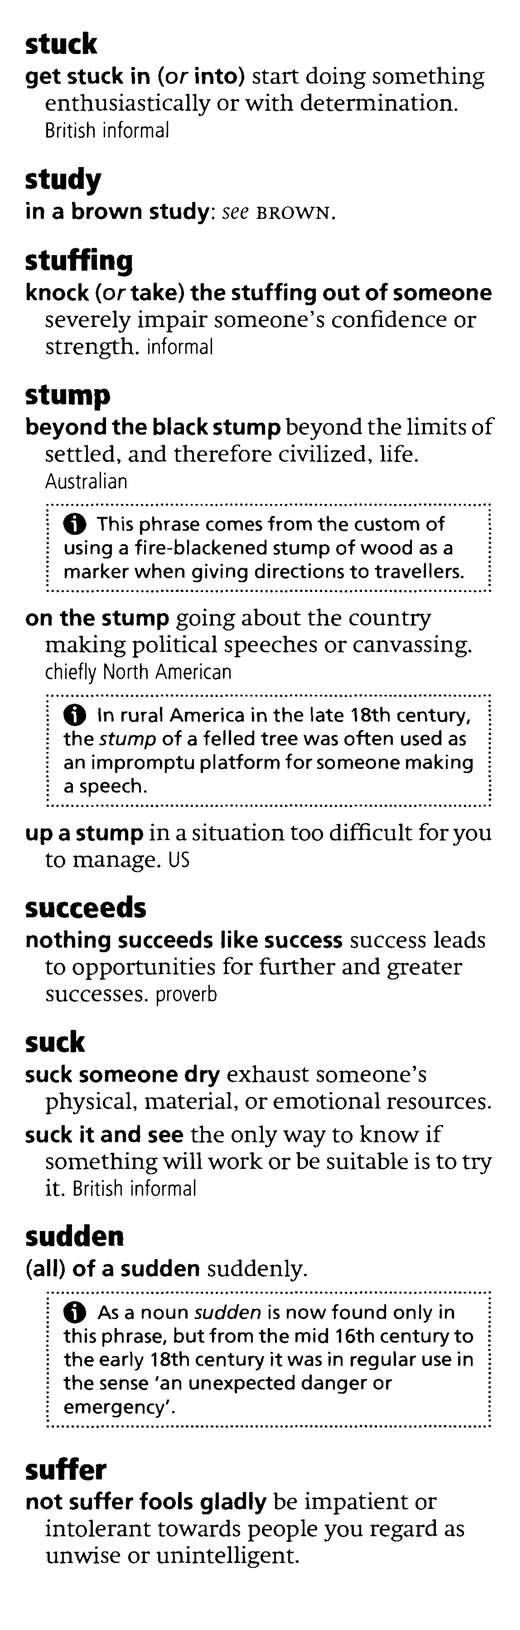 stuck
get stuck in (or into) start doing something
enthusiastically or with determination.
British informal
study
in a brown study: see BROWN.
stuffing
knock (or take) the stuffing out of someone
severely impair someone's confidence or
strength. informal
stump
beyond the black stump beyond the limits of
settled, and therefore civilized, life.
Australian
This phrase comes from the custom of
using a fire-blackened stump of wood as a
marker when giving directions to travellers.
on the stump going about the country
making political speeches or canvassing.
chiefly North American
In rural America in the late 18th century,
the stump of a felled tree was often used as
an impromptu platform for someone making
a speech.
up a stump in a situation too difficult for you
to manage. US
succeeds
nothing succeeds like success success leads
to opportunities for further and greater
successes. proverb
suck
suck someone dry exhaust someone's
physical, material, or emotional resources.
suck it and see the only way to know if
something will work or be suitable is to try
it. British informal
sudden
(all) of a sudden suddenly.
As a noun sudden is now found only in
this phrase, but from the mid 16th century to
the early 18th century it was in regular use in
the sense 'an unexpected danger or
emergency'.
suffer
not suffer fools gladly be impatient or
intolerant towards people you regard as
unwise or unintelligent.